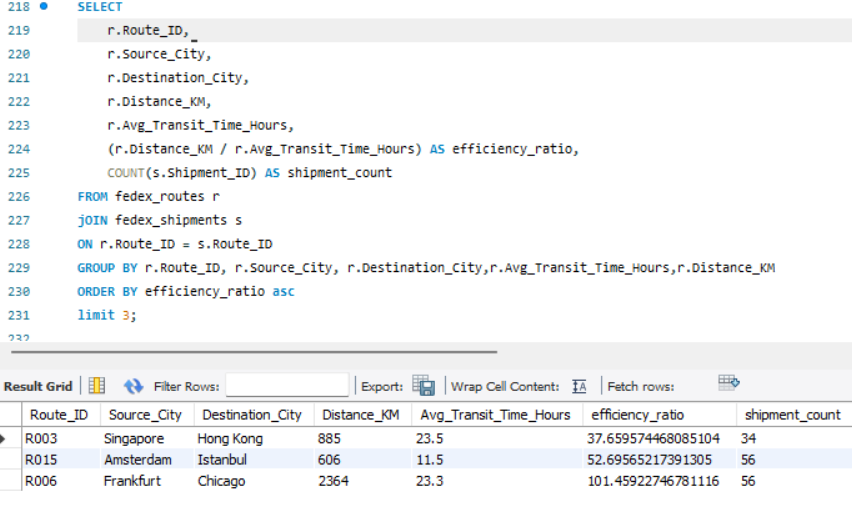 218 SELECT
219 r.Route_ID,
220 r.Source_City,
221 r.Destination_City,
222 r.Distance_KM,
223 r.Avg_Transit_Time_Hours,
224 (r.Distance_KM / r.Avg_Transit_Time_Hours) AS efficiency_ratio,
225 COUNT(s.Shipment_ID) AS shipment_count
226 FROM fedex_routes r
227 jOIN fedex_shipments s
228 ON r.Route_ID = s.Route_ID
229 GROUP BY r.Route_ID, r.Source_City, r.Destination_City,r.Avg_Transit_Time_Hours,r.Distance_KM
230 ORDER BY efficiency_ratio asc
231 limit 3;
232
Result Grid Filter Rows: Export: Wrap Cell Content: IA Fetch rows:
Route_ID Source_City Destination_City Distance_KM Avg_Transit_Time_Hours efficiency_ratio shipment_count
R003 Singapore Hong Kong 885 23.5 37.659574468085104 34
R015 Amsterdam Istanbul 606 11.5 52.69565217391305 56
R006 Frankfurt Chicago 2364 23.3 101.45922746781116 56